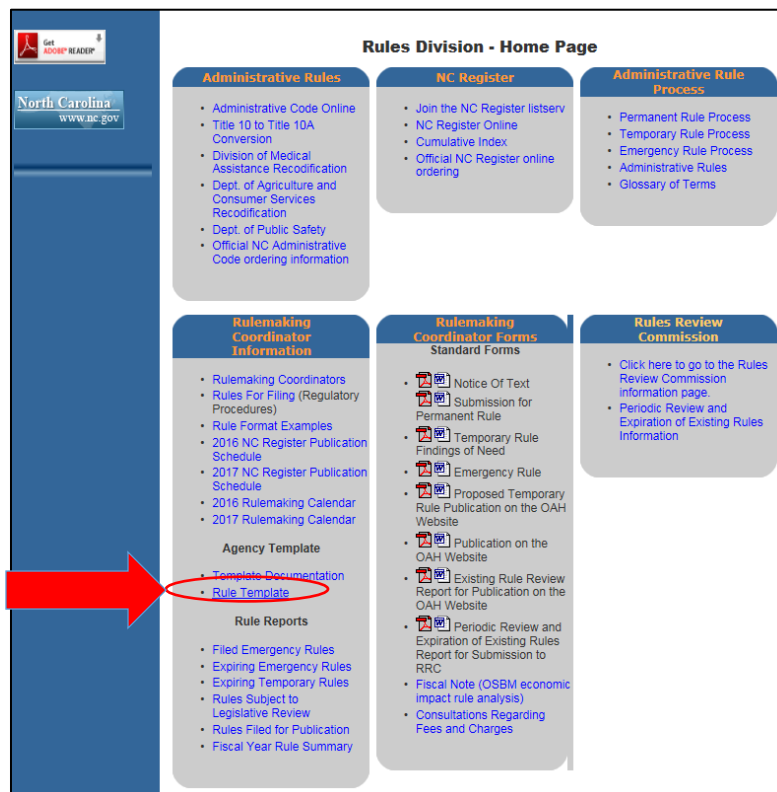 Get
ADOBE® READER®
North Carolina
www.nc.gov
Rules Division - Home Page
Administrative Rules
• Administrative Code Online
• Title 10 to Title 10A
Conversion
• Division of Medical
Assistance Recodification
• Dept. of Agriculture and
Consumer Services
Recodification
• Dept. of Public Safety
• Official NC Administrative
Code ordering information
NC Register
• Join the NC Register listserv
• NC Register Online
• Cumulative Index
• Official NC Register online
ordering
Administrative Rule
Process
• Permanent Rule Process
• Temporary Rule Process
• Emergency Rule Process
• Administrative Rules
• Glossary of Terms
Rulemaking
Coordinator
Information
• Rulemaking Coordinators
• Rules For Filing (Regulatory
Procedures)
• Rule Format Examples
• 2016 NC Register Publication
Schedule
• 2017 NC Register Publication
Schedule
• 2016 Rulemaking Calendar
• 2017 Rulemaking Calendar
Agency Template
• Template Documentation
• Rule Template
Rule Reports
• Filed Emergency Rules
• Expiring Emergency Rules
• Expiring Temporary Rules
• Rules Subject to
Legislative Review
• Rules Filed for Publication
• Fiscal Year Rule Summary
Rulemaking
Coordinator Forms
Standard Forms
• Notice Of Text
Submission for
Permanent Rule
• Temporary Rule
Findings of Need
• Emergency Rule
• Proposed Temporary
Rule Publication on the OAH
Website
• Publication on the
OAH Website
• Existing Rule Review
Report for Publication on the
OAH Website
• Periodic Review and
Expiration of Existing Rules
Report for Submission to
RRC
• Fiscal Note (OSBM economic
impact rule analysis)
• Consultations Regarding
Fees and Charges
Rules Review
Commission
• Click here to go to the Rules
Review Commission
information page.
• Periodic Review and
Expiration of Existing Rules
Information